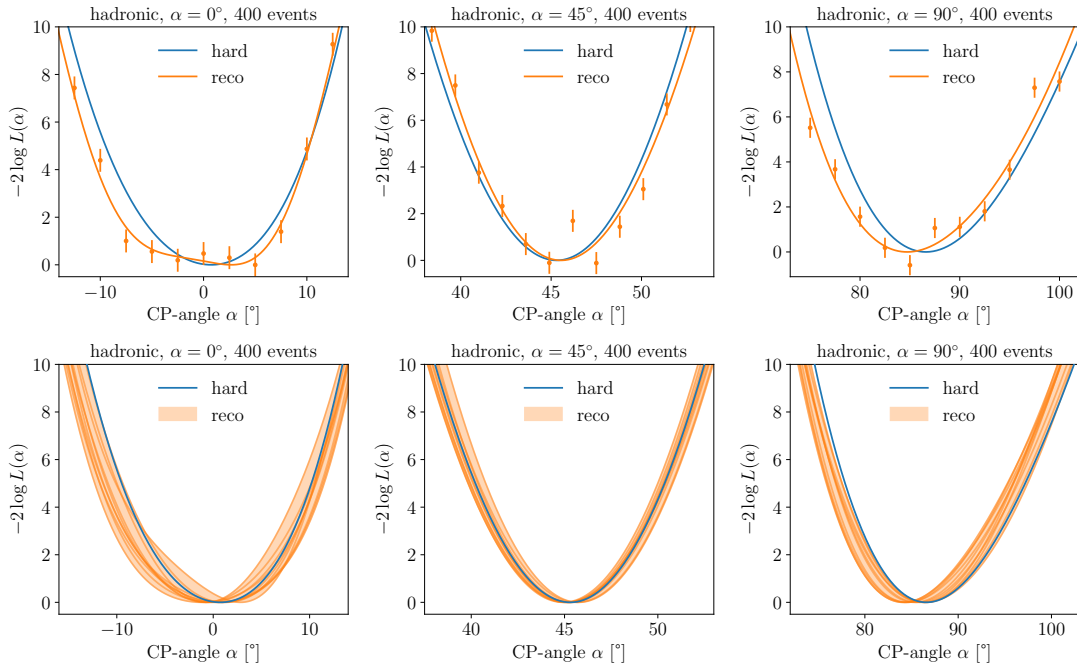 hadronic, α = 0°, 400 events
hard
reco
−2 log L(α)
10
8
6
4
2
0
−10 0 10
CP-angle α [°]
hadronic, α = 45°, 400 events
hard
reco
−2 log L(α)
10
8
6
4
2
0
40 45 50
CP-angle α [°]
hadronic, α = 90°, 400 events
hard
reco
−2 log L(α)
10
8
6
4
2
0
80 90 100
CP-angle α [°]
hadronic, α = 0°, 400 events
hard
reco
−2 log L(α)
10
8
6
4
2
0
−10 0 10
CP-angle α [°]
hadronic, α = 45°, 400 events
hard
reco
−2 log L(α)
10
8
6
4
2
0
40 45 50
CP-angle α [°]
hadronic, α = 90°, 400 events
hard
reco
−2 log L(α)
10
8
6
4
2
0
80 90 100
CP-angle α [°]